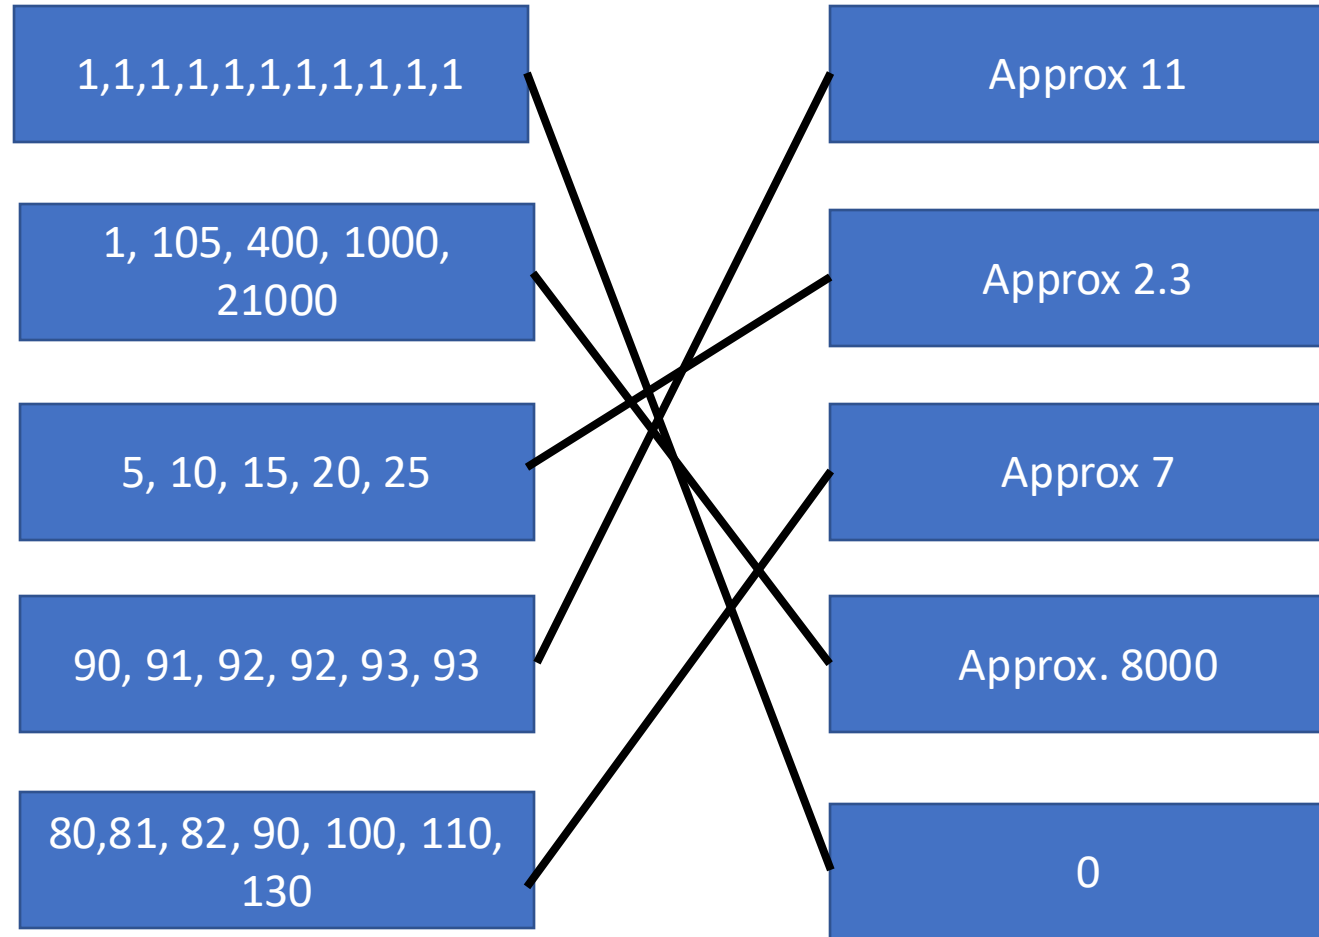 1,1,1,1,1,1,1,1,1,1,1
Approx 11
1, 105, 400, 1000,
21000
Approx 2.3
5, 10, 15, 20, 25
Approx 7
90, 91, 92, 92, 93, 93
Approx. 8000
80,81, 82, 90, 100, 110,
130
0